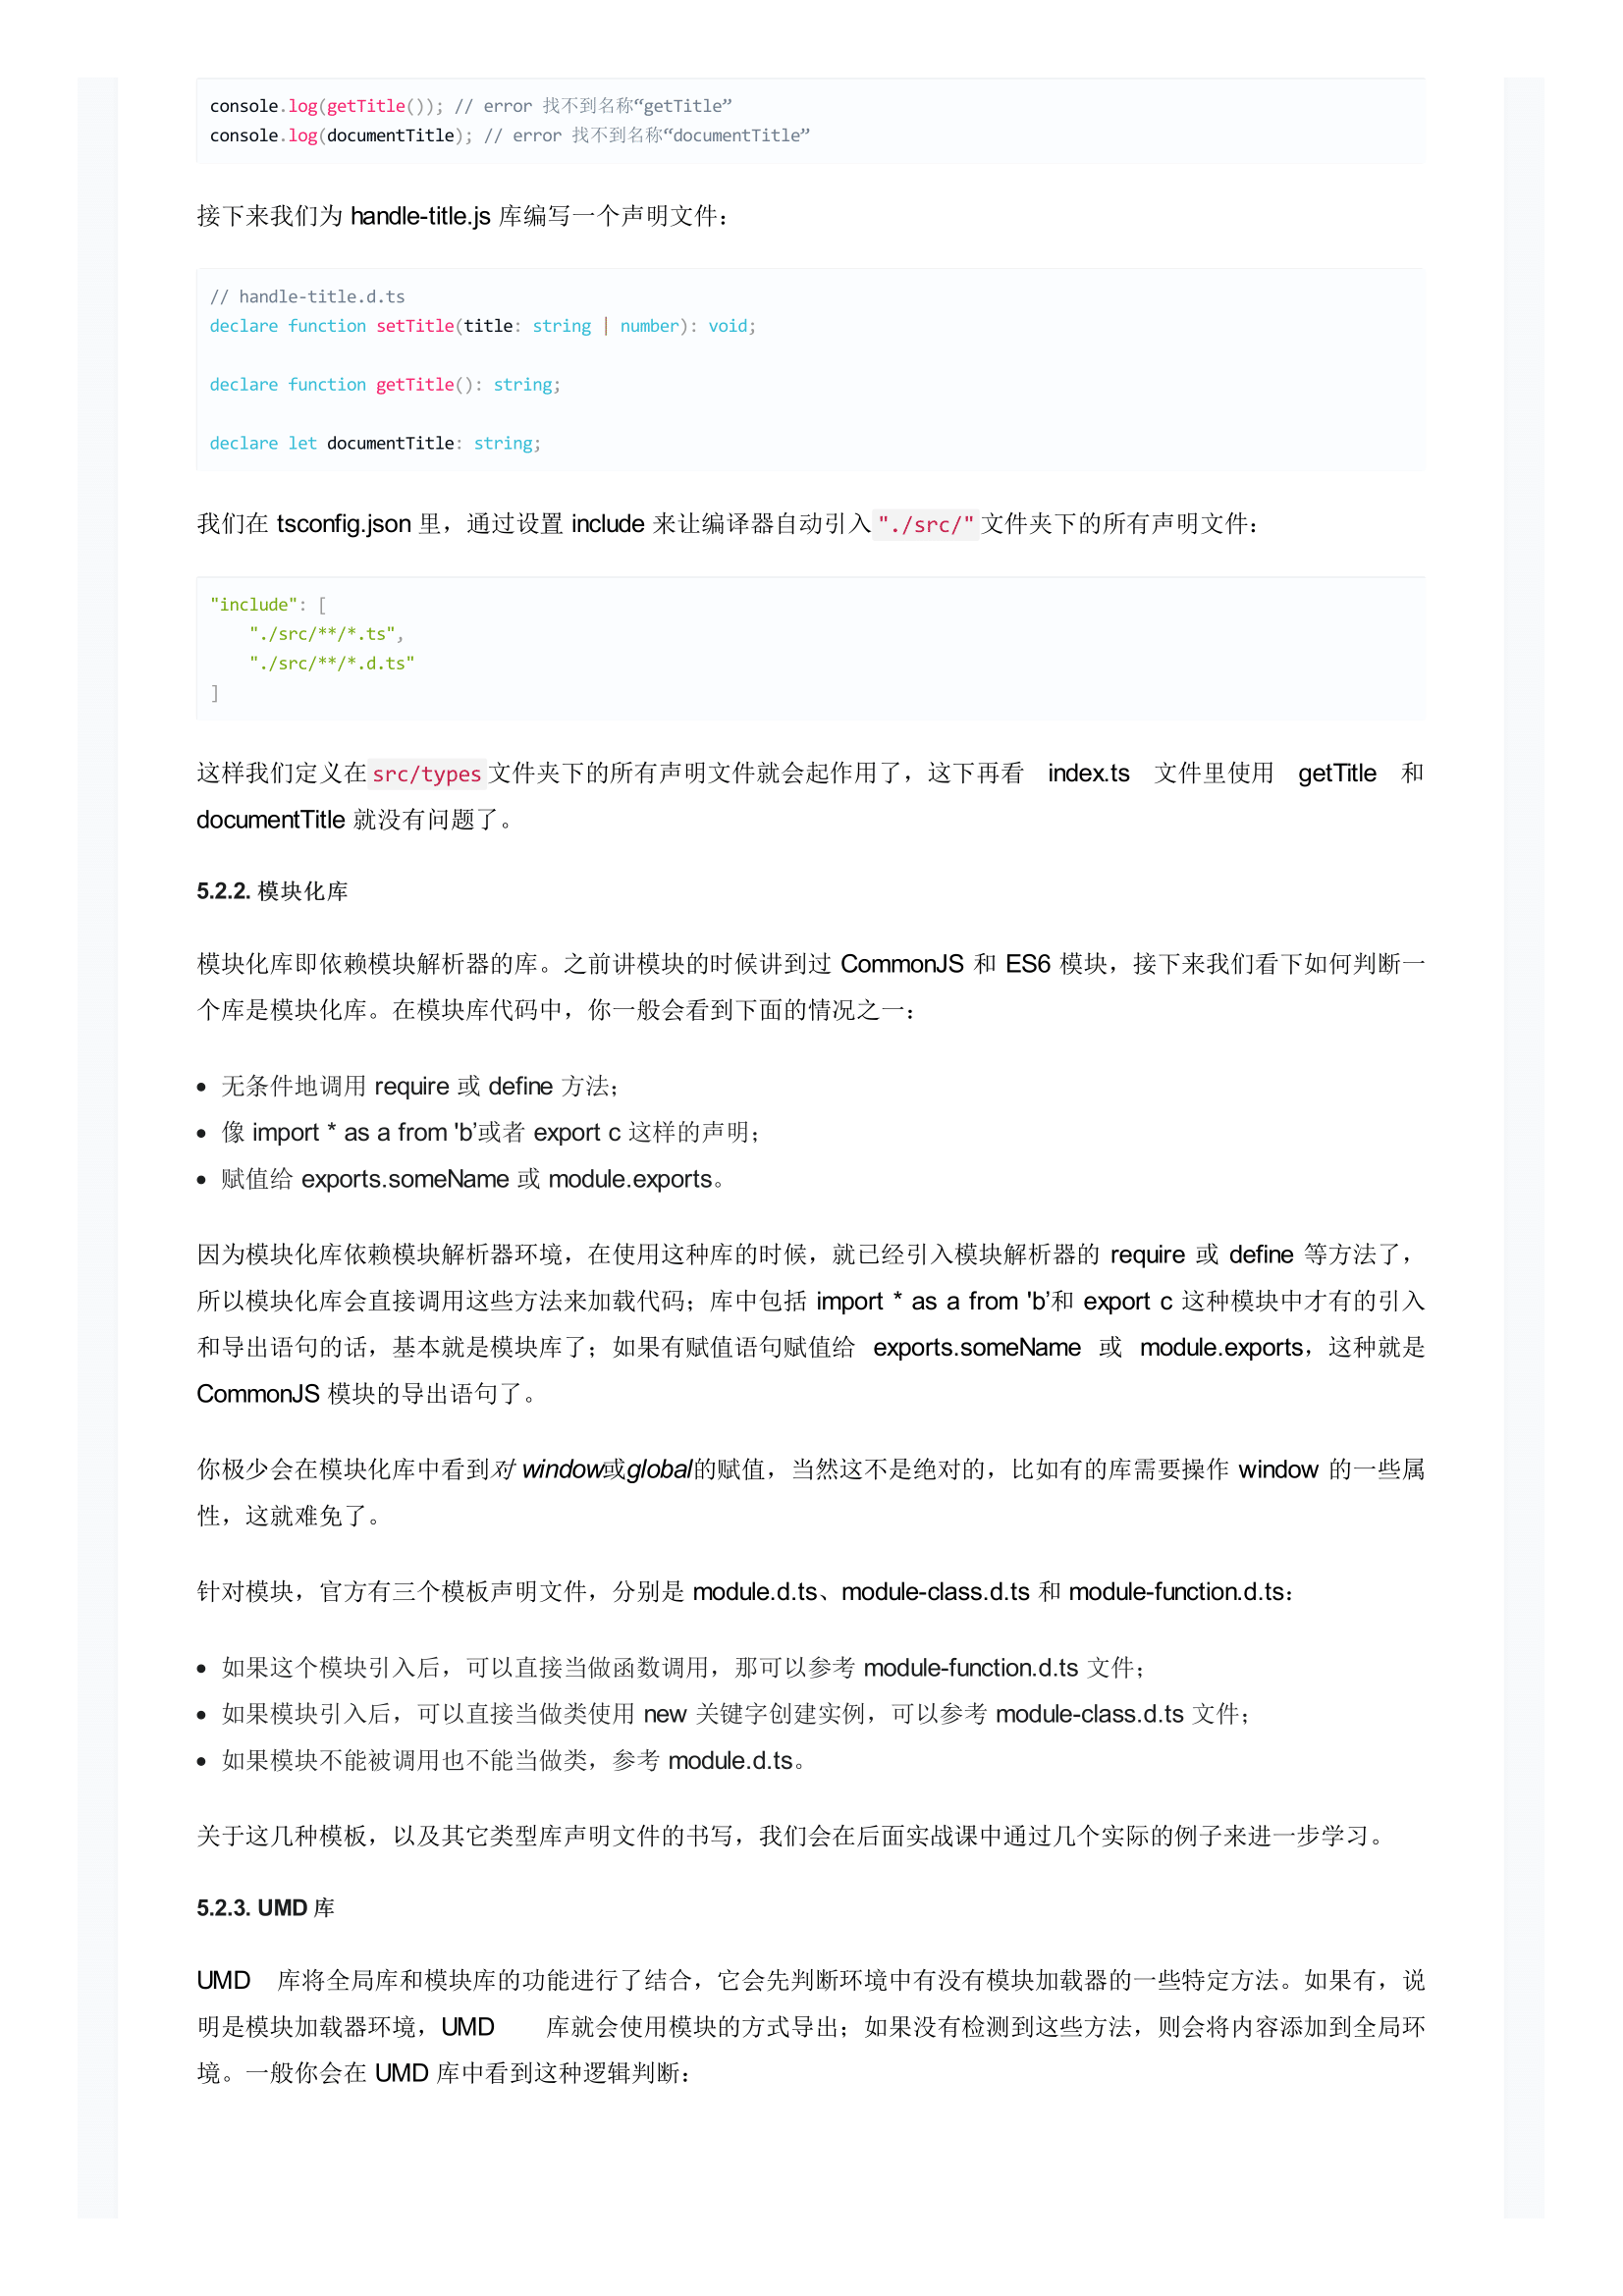 console.log(getTitle()); // error 找不到名称“getTitle”
console.log(documentTitle); // error 找不到名称“documentTitle”
接下来我们为 handle-title.js 库编写一个声明文件：
// handle-title.d.ts
declare function setTitle(title: string | number): void;
declare function getTitle(): string;
declare let documentTitle: string;
我们在 tsconfig.json 里，通过设置 include 来让编译器自动引入"./src/"文件夹下的所有声明文件：
"include": [
    "./src/**/*.ts",
    "./src/**/*.d.ts"
]
这样我们定义在src/types文件夹下的所有声明文件就会起作用了，这下再看 index.ts 文件里使用 getTitle 和
documentTitle 就没有问题了。
5.2.2. 模块化库
模块化库即依赖模块解析器的库。之前讲模块的时候讲到过 CommonJS 和 ES6 模块，接下来我们看下如何判断一
个库是模块化库。在模块库代码中，你一般会看到下面的情况之一：
• 无条件地调用 require 或 define 方法；
• 像 import * as a from 'b’或者 export c 这样的声明；
• 赋值给 exports.someName 或 module.exports。
因为模块化库依赖模块解析器环境，在使用这种库的时候，就已经引入模块解析器的 require 或 define 等方法了，
所以模块化库会直接调用这些方法来加载代码；库中包括 import * as a from 'b’和 export c 这种模块中才有的引入
和导出语句的话，基本就是模块库了；如果有赋值语句赋值给 exports.someName 或 module.exports，这种就是
CommonJS 模块的导出语句了。
你极少会在模块化库中看到对 window或global的赋值，当然这不是绝对的，比如有的库需要操作 window 的一些属
性，这就难免了。
针对模块，官方有三个模板声明文件，分别是 module.d.ts、module-class.d.ts 和 module-function.d.ts：
• 如果这个模块引入后，可以直接当做函数调用，那可以参考 module-function.d.ts 文件；
• 如果模块引入后，可以直接当做类使用 new 关键字创建实例，可以参考 module-class.d.ts 文件；
• 如果模块不能被调用也不能当做类，参考 module.d.ts。
关于这几种模板，以及其它类型库声明文件的书写，我们会在后面实战课中通过几个实际的例子来进一步学习。
5.2.3. UMD 库
UMD 库将全局库和模块库的功能进行了结合，它会先判断环境中有没有模块加载器的一些特定方法。如果有，说
明是模块加载器环境，UMD 库就会使用模块的方式导出；如果没有检测到这些方法，则会将内容添加到全局环
境。一般你会在 UMD 库中看到这种逻辑判断：